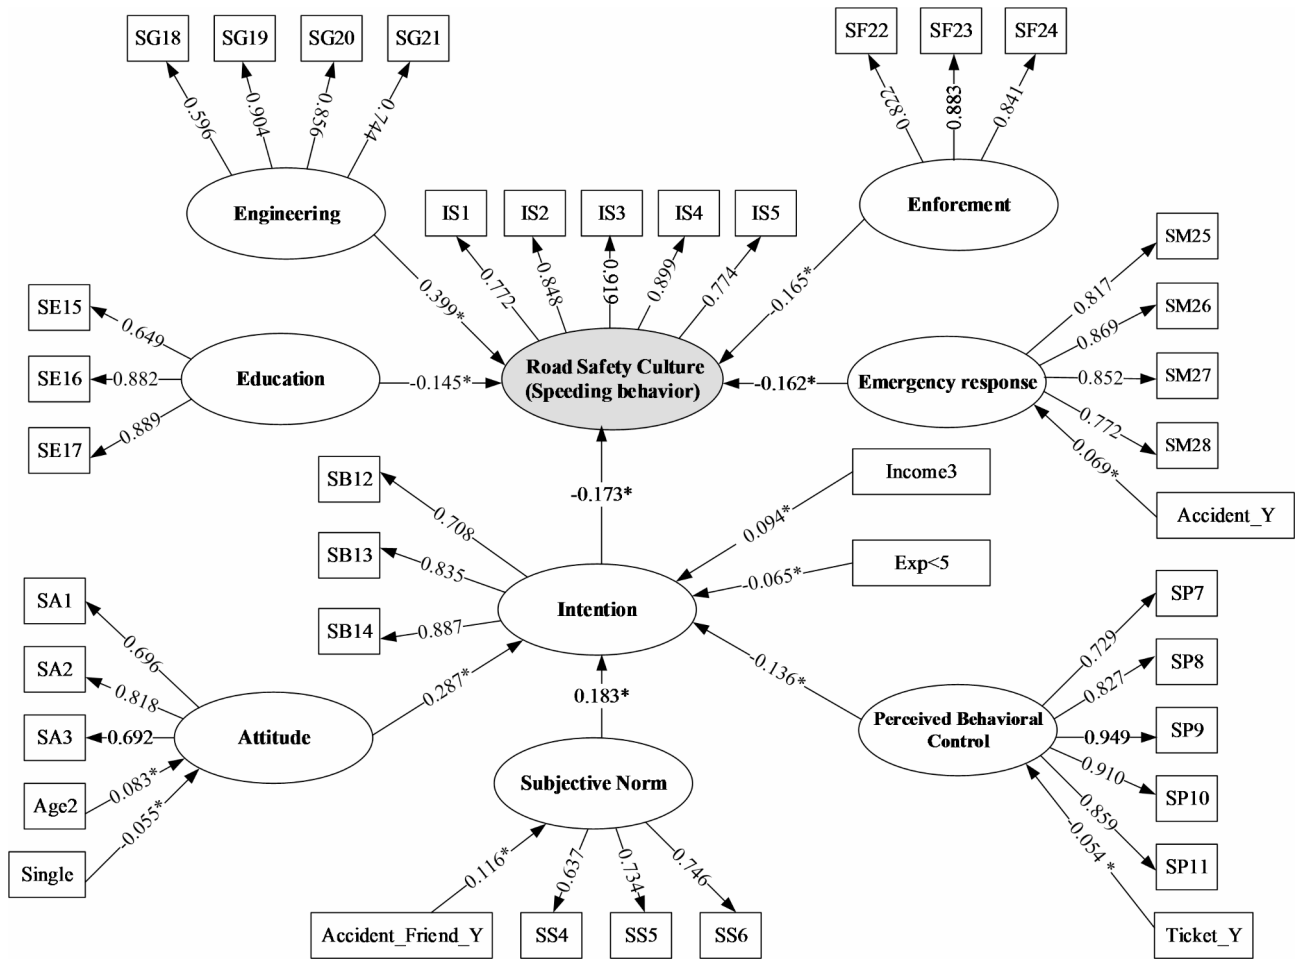 SG18
SG19
SG20
SG21
SF22
SF23
SF24
0.596
0.904
0.856
0.744
0.822
0.883
0.841
Engineering
IS1
IS2
IS3
IS4
IS5
Enforement
0.399*
0.772
0.848
0.919
0.899
0.774
-0.165*
SM25
SM26
SM27
SM28
0.817
0.869
0.852
0.772
SE15
SE16
SE17
0.649
0.882
0.889
Education
-0.145*
Road Safety Culture
(Speeding behavior)
-0.162*
Emergency response
0.069*
Accident_Y
-0.173*
SB12
SB13
SB14
0.708
0.835
0.887
Income3
0.094*
Exp<5
-0.065*
Intention
SA1
SA2
SA3
Age2
Single
0.696
0.818
0.692
0.083*
-0.055*
Attitude
0.287*
0.183*
-0.136*
Subjective Norm
Perceived Behavioral
Control
SP7
SP8
SP9
SP10
SP11
0.729
0.827
0.949
0.910
0.859
-0.054 *
Ticket_Y
0.116*
0.637
0.734
0.746
Accident_Friend_Y
SS4
SS5
SS6